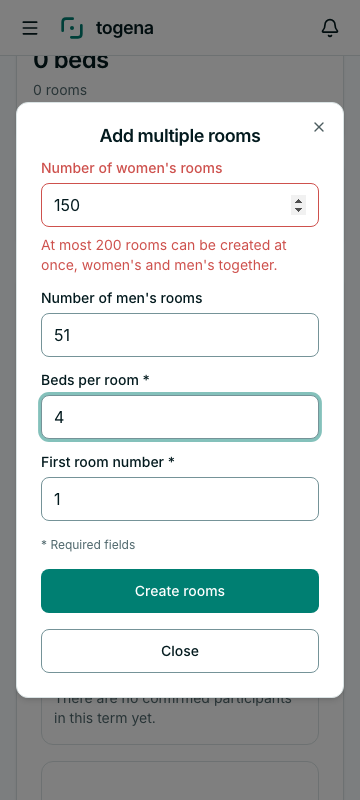 togena
0 beds
0 rooms
Add multiple rooms
Number of women's rooms
150
At most 200 rooms can be created at
once, women's and men's together.
Number of men's rooms
51
Beds per room *
4
First room number *
1
* Required fields
Create rooms
Close
There are no confirmed participants
in this term yet.